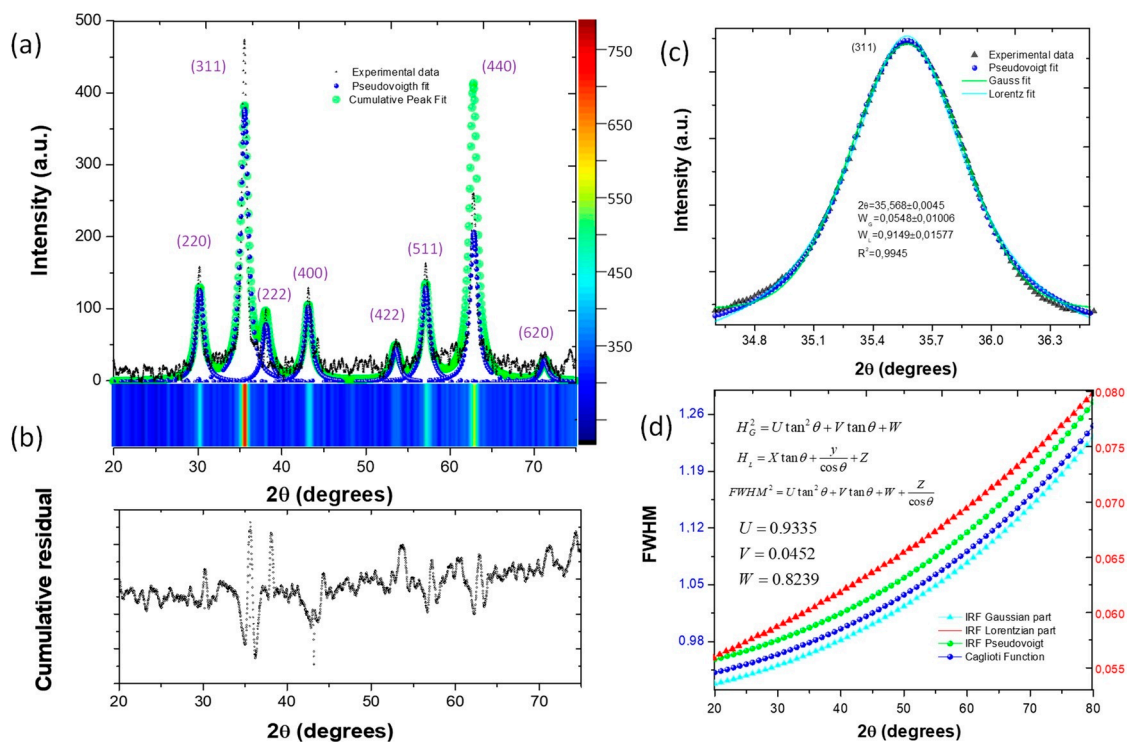 (a)
500
400
300
200
100
0
Intensity (a.u.)
(220)
(311)
(222)
(400)
(422)
(511)
(440)
(620)
Experimental data
Pseudovoigth fit
Cumulative Peak Fit
750
650
550
450
350
20 30 40 50 60 70
2θ (degrees)
(b)
Cumulative residual
20 30 40 50 60 70
2θ (degrees)
(c)
Intensity (a.u.)
(311)
Experimental data
Pseudovoigt fit
Gauss fit
Lorentz fit
2θ=35,568±0,0045
W_G=0,0548±0,01006
W_L=0,9149±0,01577
R²=0,9945
34.8 35.1 35.4 35.7 36.0 36.3
2θ (degrees)
(d)
FWHM
1.26
1.19
1.12
1.05
0.98
H_G² = U tan² θ + V tan θ + W
H_L = X tan θ + y/cos θ + Z
FWHM² = U tan² θ + V tan θ + W + Z/cos θ
U = 0.9335
V = 0.0452
W = 0.8239
IRF Gaussian part
IRF Lorentzian part
IRF Pseudovoigt
Caglioti Function
0,080
0,075
0,070
0,065
0,060
0,055
20 30 40 50 60 70 80
2θ (degrees)